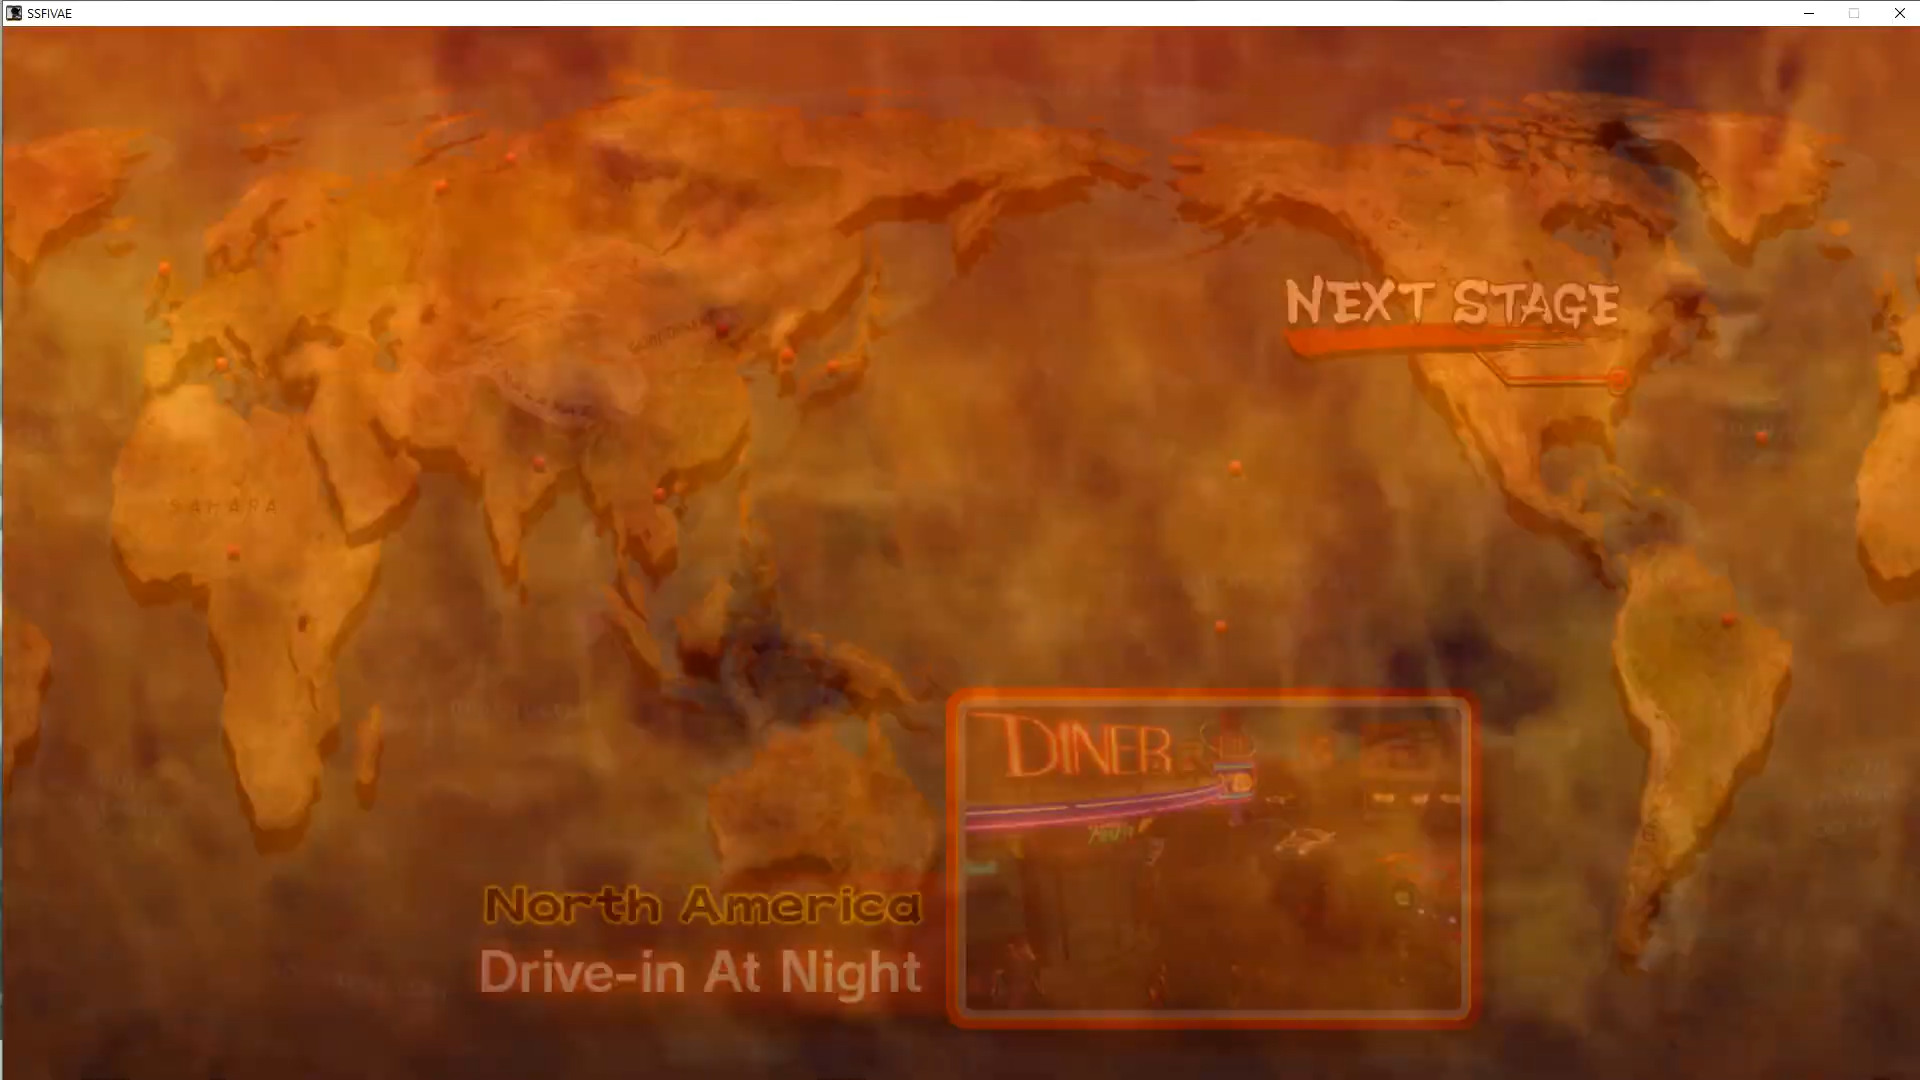 SSFIVAE
NEXT STAGE
SAHARA
DINER
North America
Drive-in At Night